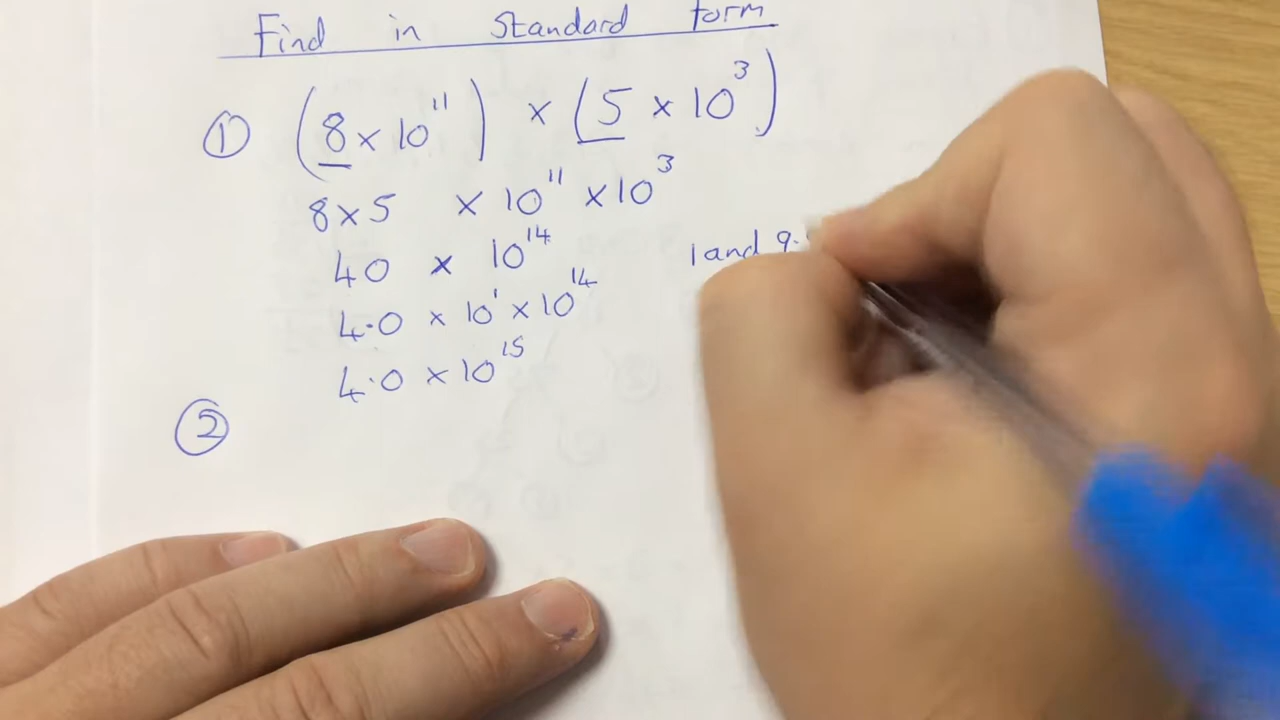 Find in Standard form
① (8 × 10¹¹) × (5 × 10³)
8 × 5 × 10¹¹ × 10³
40 × 10¹⁴
1 and 9.
4.0 × 10¹ × 10¹⁴
4.0 × 10¹⁵
②